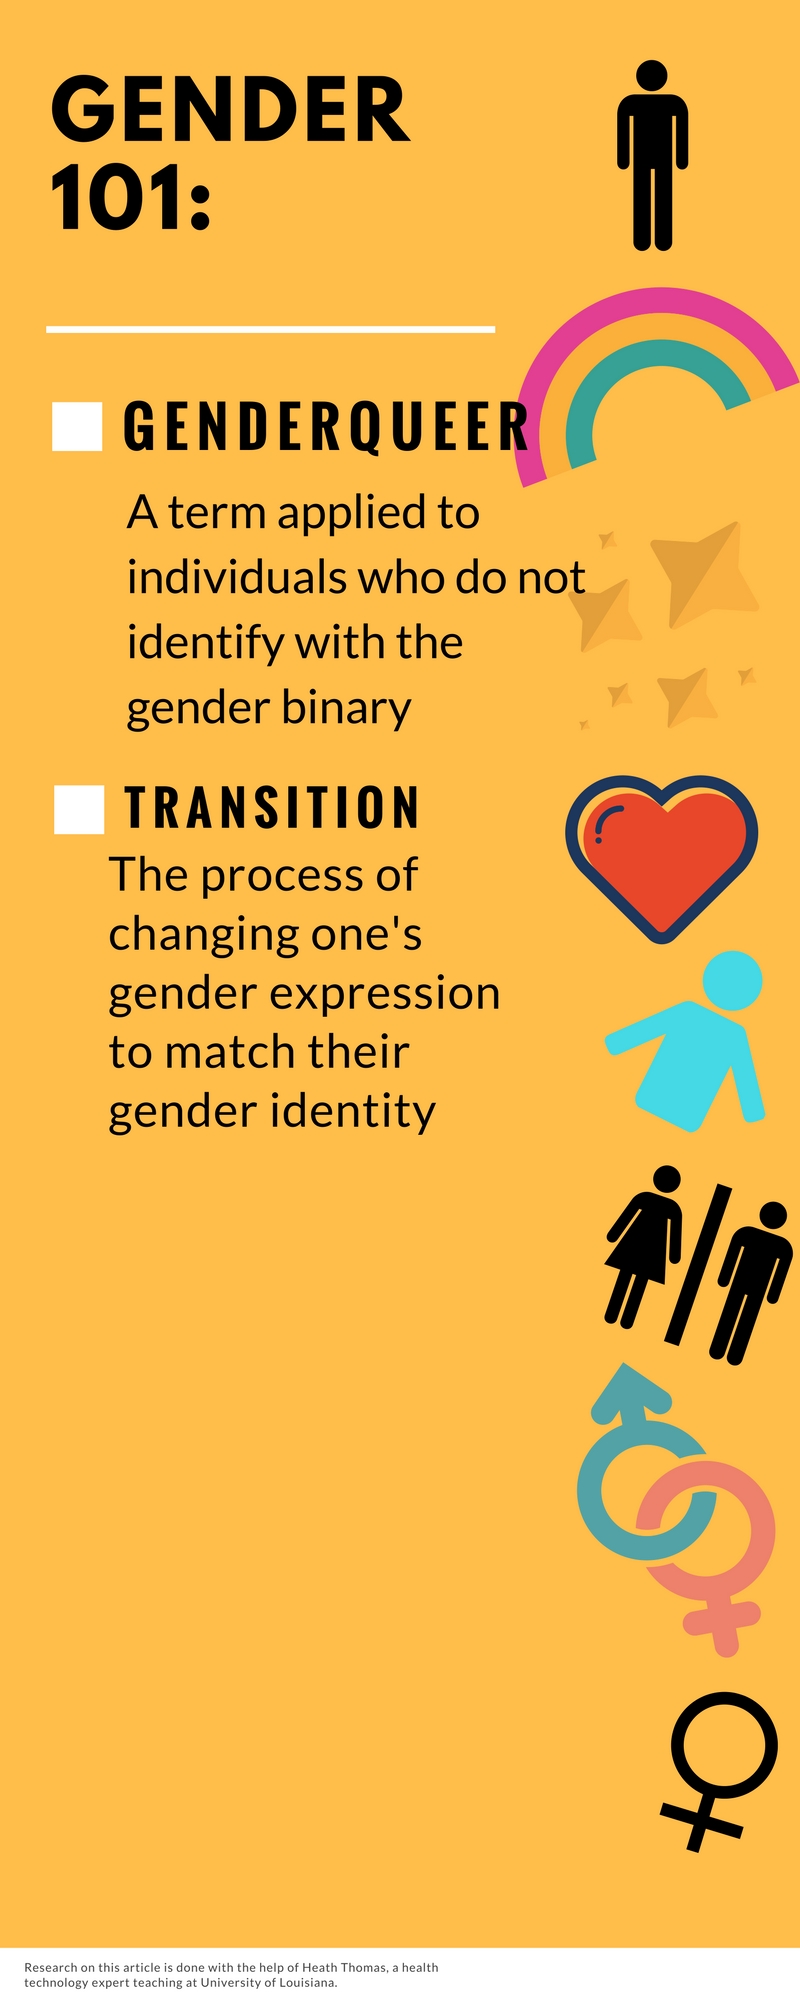 GENDER
101:
GENDERQUEER
A term applied to
individuals who do not
identify with the
gender binary
TRANSITION
The process of
changing one's
gender expression
to match their
gender identity
Research on this article is done with the help of Heath Thomas, a health
technology expert teaching at University of Louisiana.